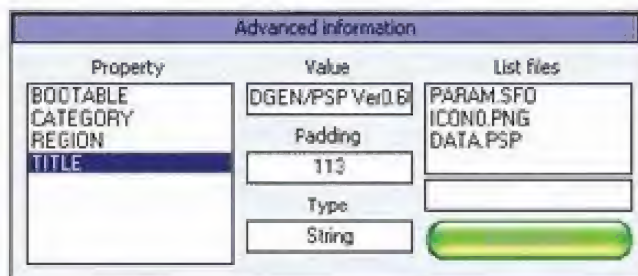 Advanced information
Property
BOOTABLE
CATEGORY
REGION
TITLE
Value
DGEN/PSP Ver0.6
Padding
113
Type
String
List files
PARAM.SFO
ICON0.PNG
DATA.PSP